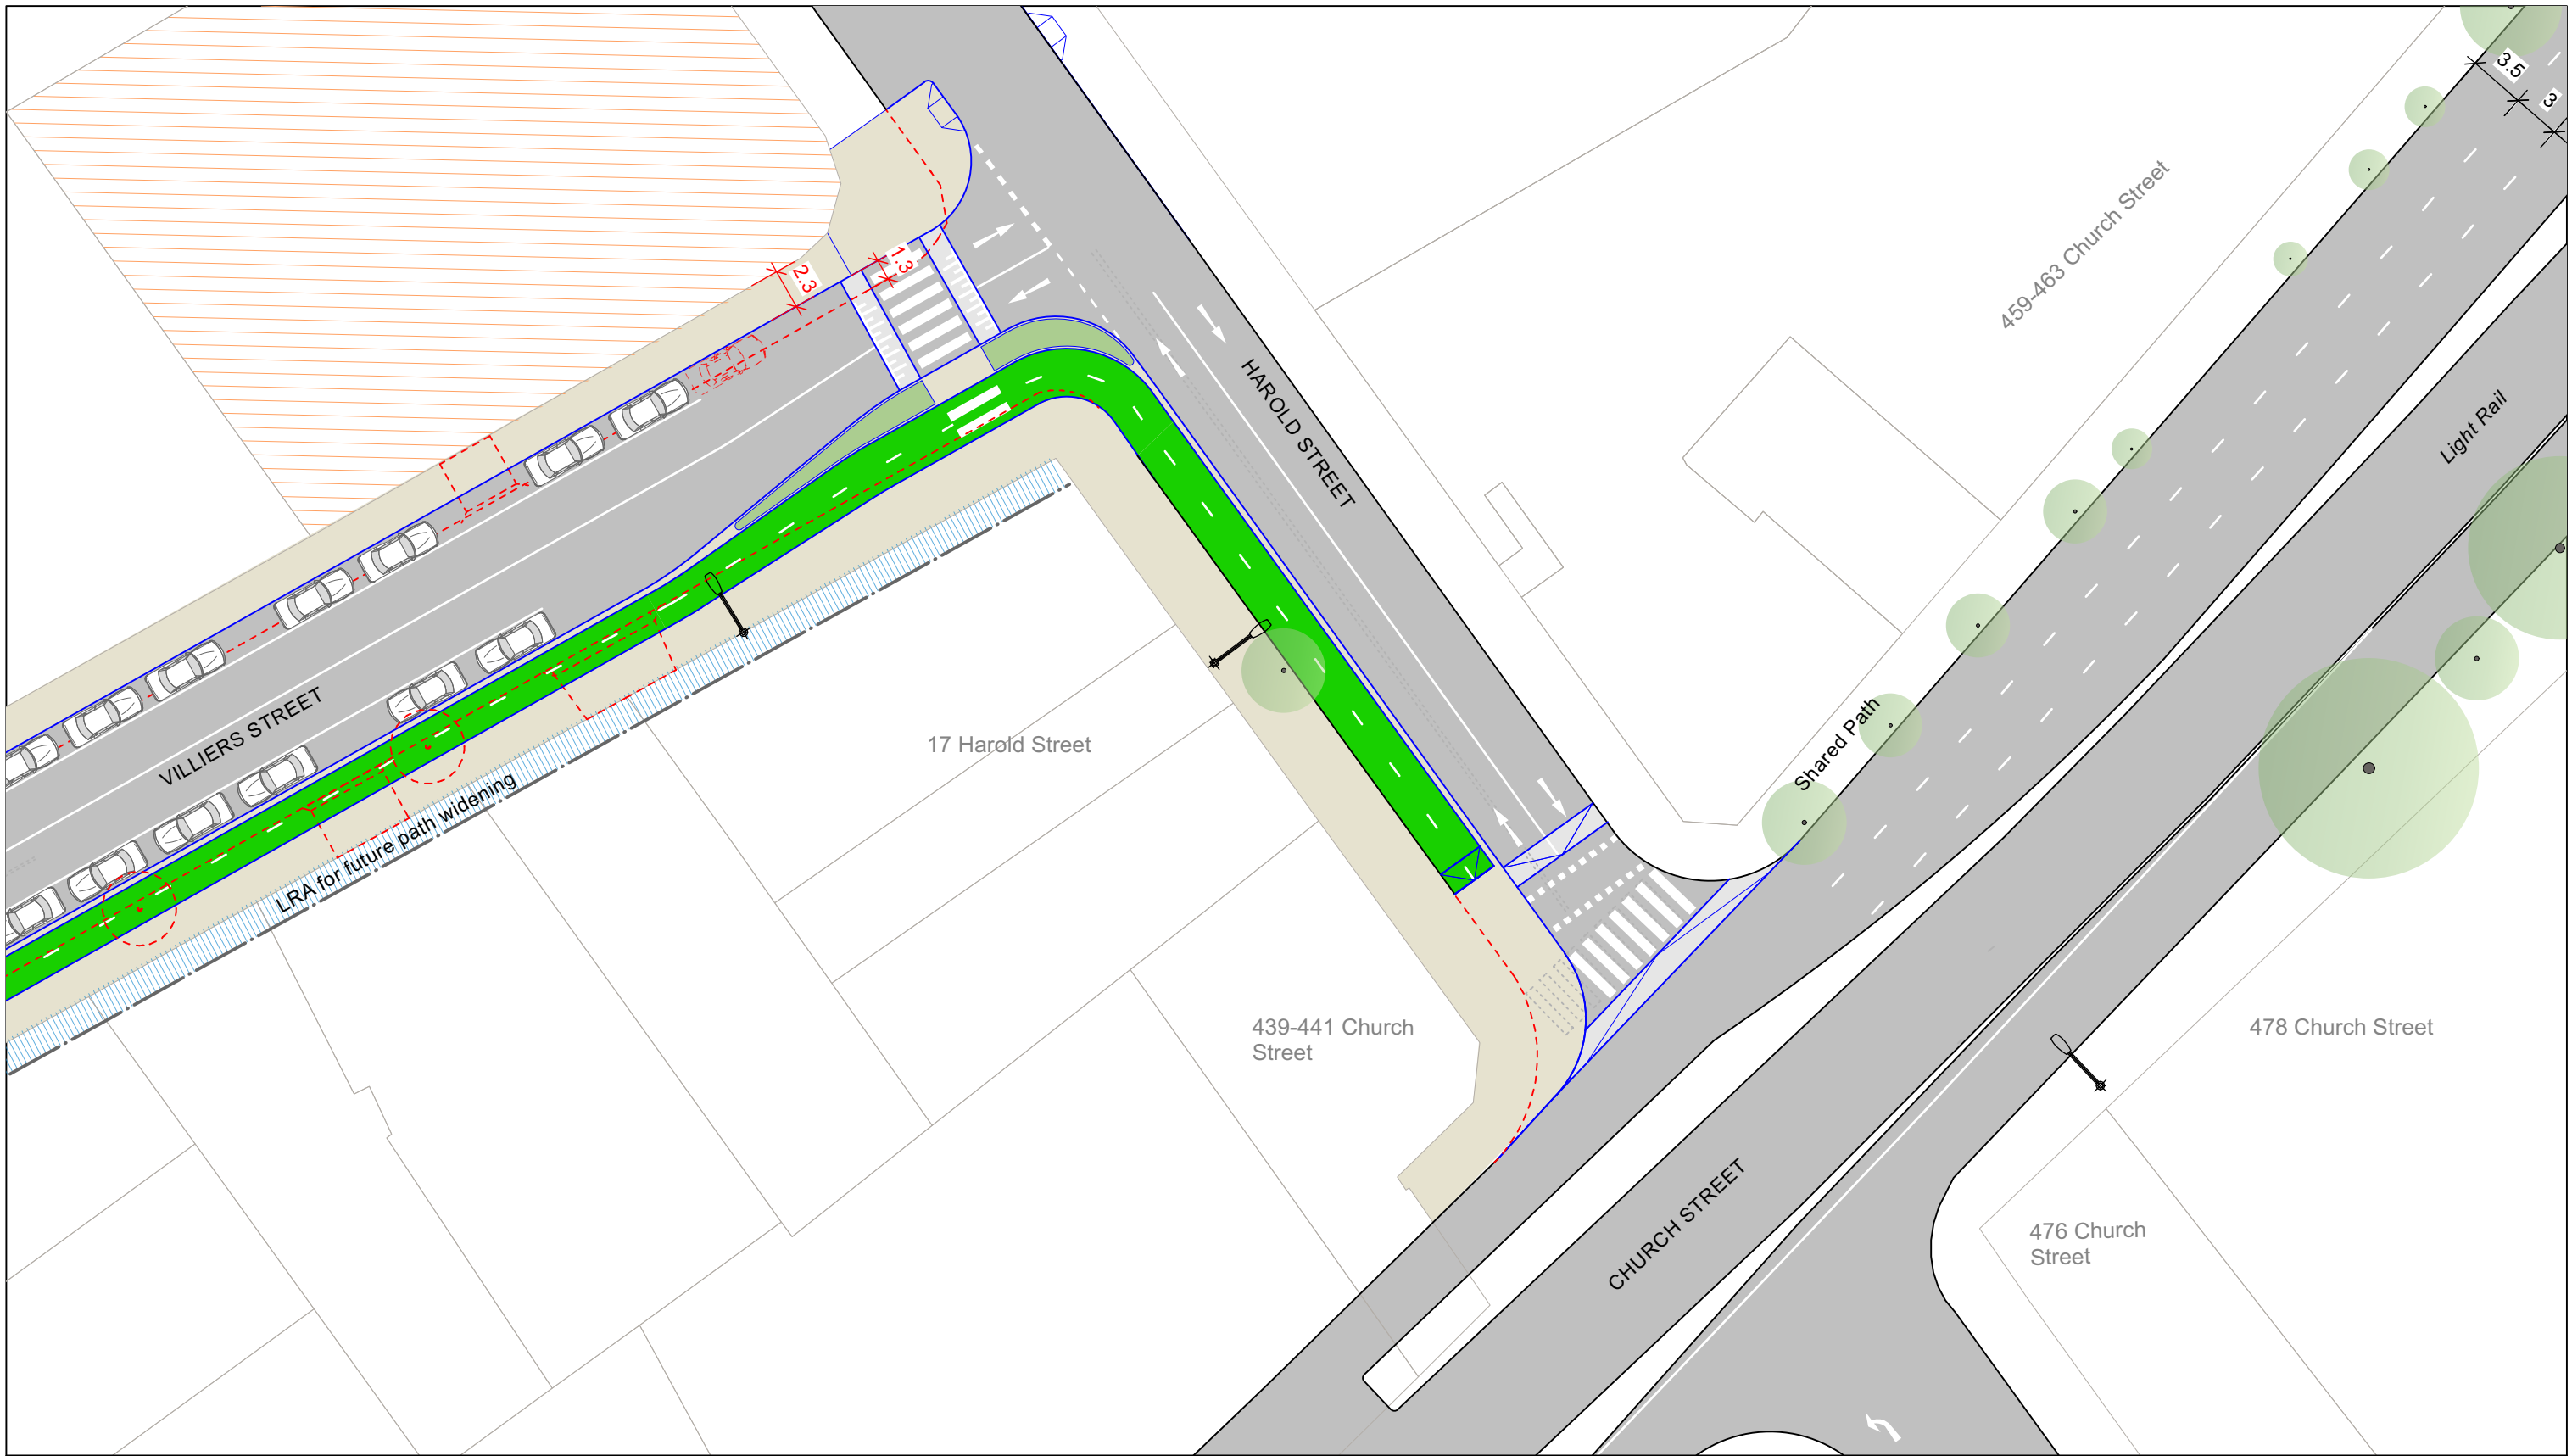 3.5
3
459-463 Church Street
2.3
1.3
HAROLD STREET
Light Rail
VILLIERS STREET
Shared Path
17 Harold Street
LRA for future path widening
439-441 Church
Street
478 Church Street
CHURCH STREET
476 Church
Street